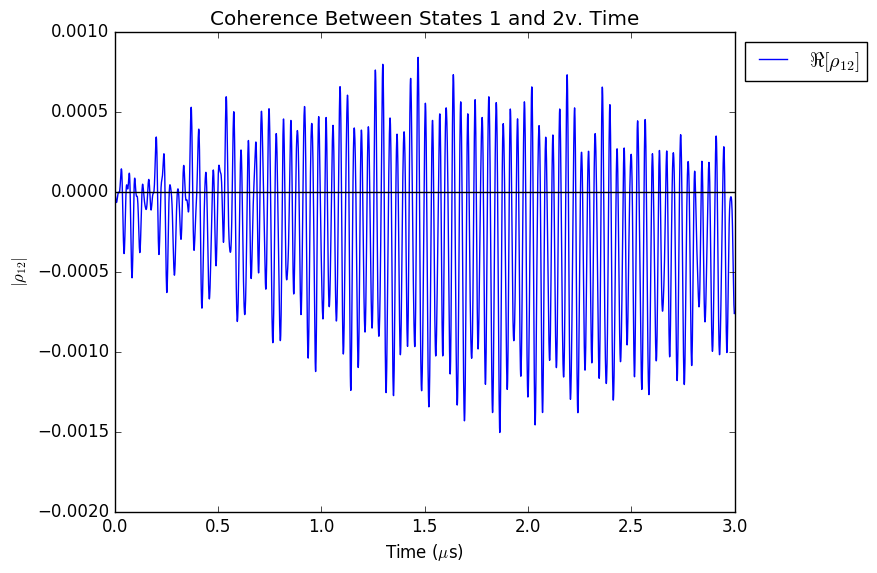 Coherence Between States 1 and 2v. Time
ℜ[ρ₁₂]
0.0010
0.0005
0.0000
−0.0005
−0.0010
−0.0015
−0.0020
|ρ₁₂|
0.0 0.5 1.0 1.5 2.0 2.5 3.0
Time (μs)